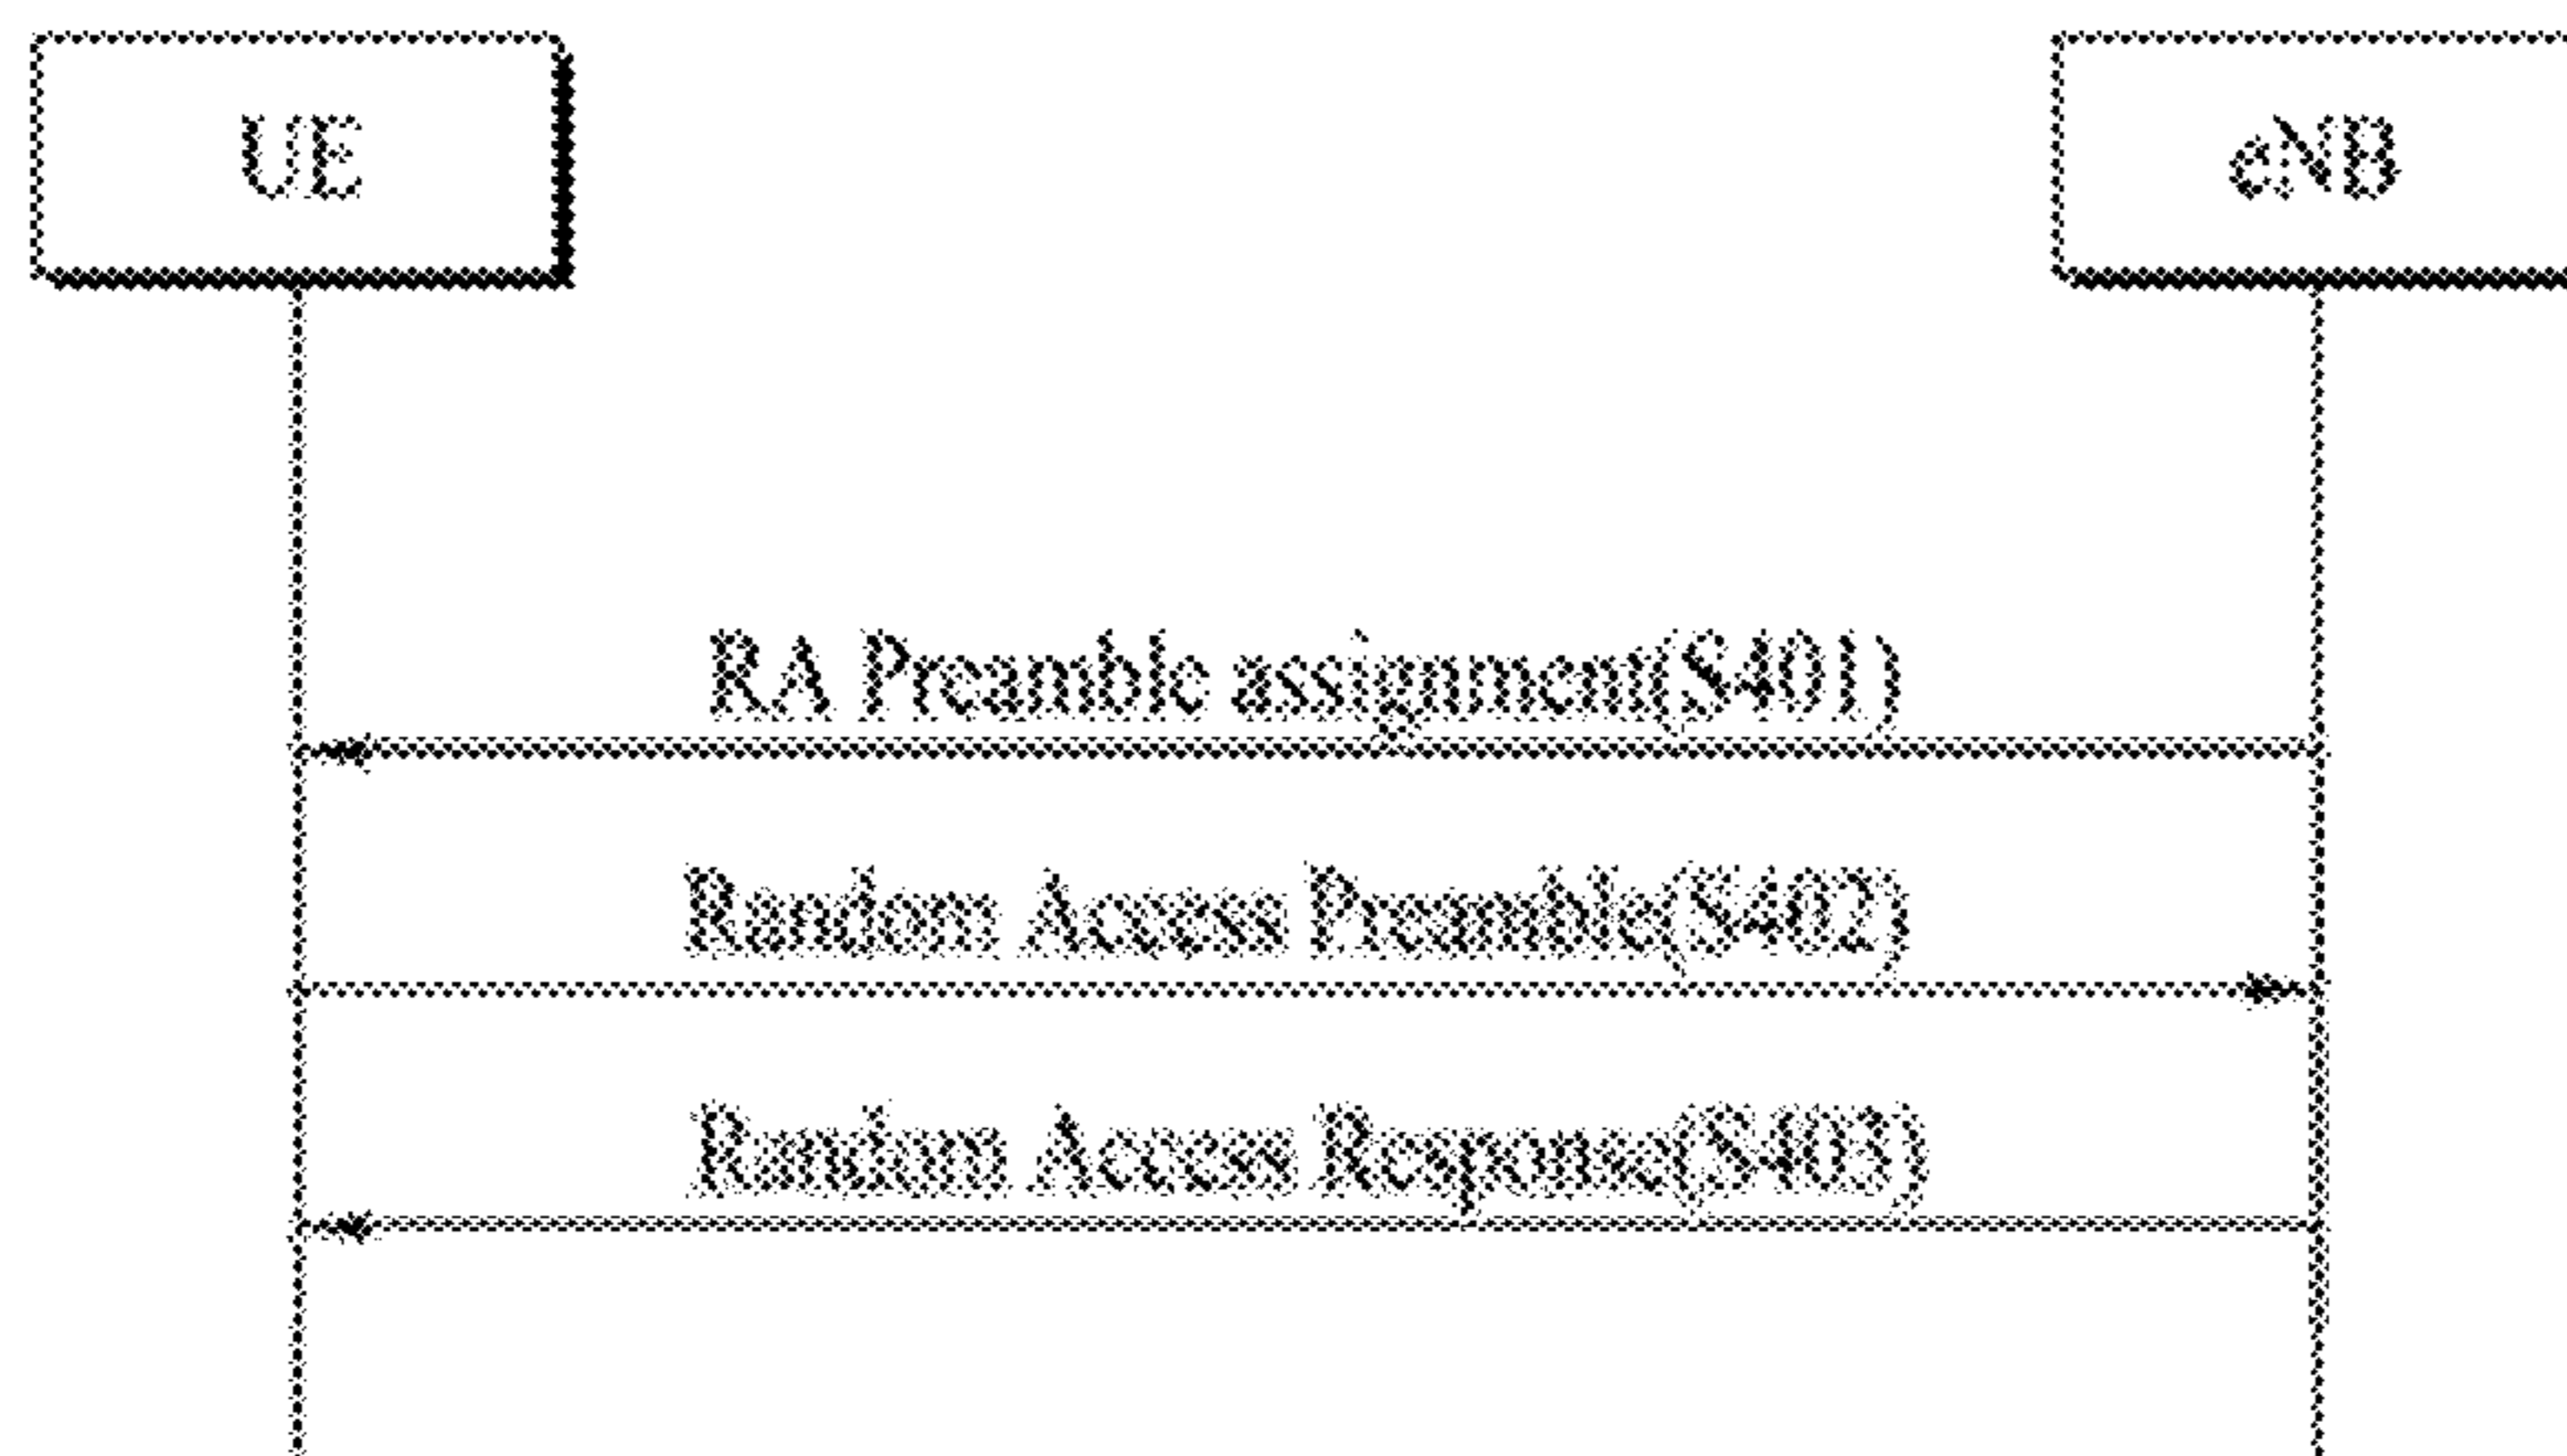 UE
eNB
RA Preamble assignment(S401)
Random Access Preamble(S402)
Random Access Response(S403)